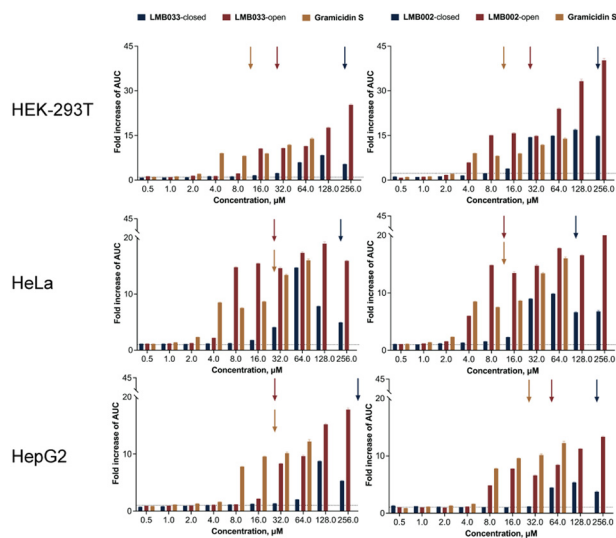 LMB033-closed LMB033-open Gramicidin S
LMB002-closed LMB002-open Gramicidin S
HEK-293T
Fold increase of AUC
45
30
15
0
0.5 1.0 2.0 4.0 8.0 16.0 32.0 64.0 128.0 256.0
Concentration, µM
Fold increase of AUC
45
30
15
0
0.5 1.0 2.0 4.0 8.0 16.0 32.0 64.0 128.0 256.0
Concentration, µM
HeLa
Fold increase of AUC
45
20
10
0
0.5 1.0 2.0 4.0 8.0 16.0 32.0 64.0 128.0 256.0
Concentration, µM
Fold increase of AUC
45
20
10
0
0.5 1.0 2.0 4.0 8.0 16.0 32.0 64.0 128.0 256.0
Concentration, µM
HepG2
Fold increase of AUC
45
20
10
0
0.5 1.0 2.0 4.0 8.0 16.0 32.0 64.0 128.0 256.0
Concentration, µM
Fold increase of AUC
45
20
10
0
0.5 1.0 2.0 4.0 8.0 16.0 32.0 64.0 128.0 256.0
Concentration, µM